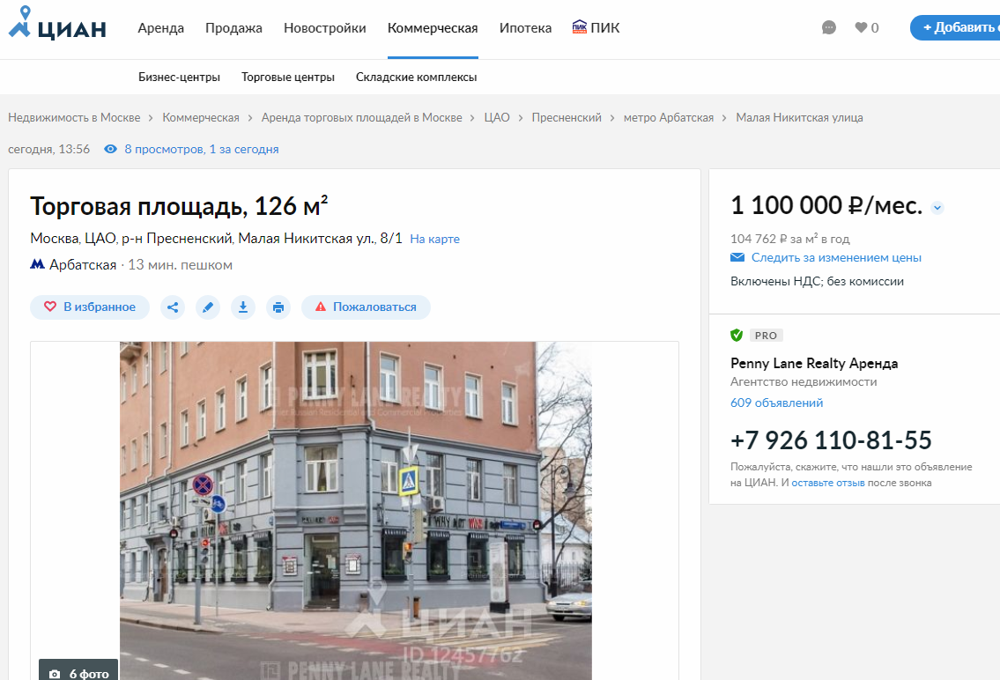 ЦИАН
Аренда Продажа Новостройки Коммерческая Ипотека ПИК ПИК 0 + Добавить
Бизнес-центры Торговые центры Складские комплексы
Недвижимость в Москве > Коммерческая > Аренда торговых площадей в Москве > ЦАО > Пресненский > метро Арбатская > Малая Никитская улица
сегодня, 13:56 8 просмотров, 1 за сегодня
Торговая площадь, 126 м²
Москва, ЦАО, р-н Пресненский, Малая Никитская ул., 8/1 На карте
Арбатская · 13 мин. пешком
В избранное Пожаловаться
PENNY LANE REALTY
WHY NOT WINE
ЦИАН
ID 12457762
PENNY LANE REALTY
6 фото
1 100 000 ₽/мес.
104 762 ₽ за м² в год
Следить за изменением цены
Включены НДС; без комиссии
PRO
Penny Lane Realty Аренда
Агентство недвижимости
609 объявлений
+7 926 110-81-55
Пожалуйста, скажите, что нашли это объявление
на ЦИАН. И оставьте отзыв после звонка